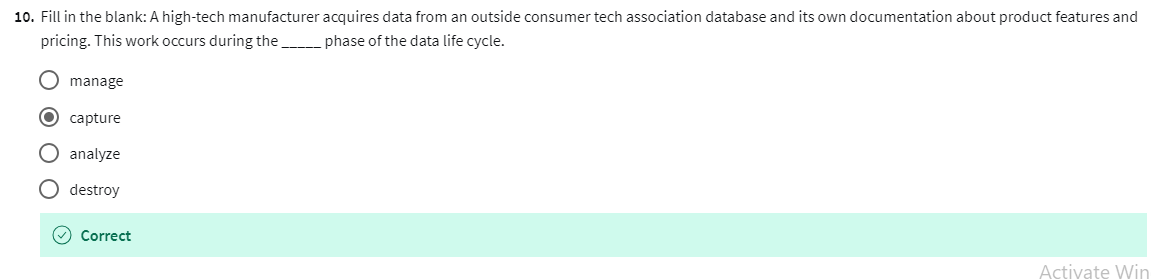 10. Fill in the blank: A high-tech manufacturer acquires data from an outside consumer tech association database and its own documentation about product features and
pricing. This work occurs during the _____ phase of the data life cycle.
manage
capture
analyze
destroy
Correct
Activate Win